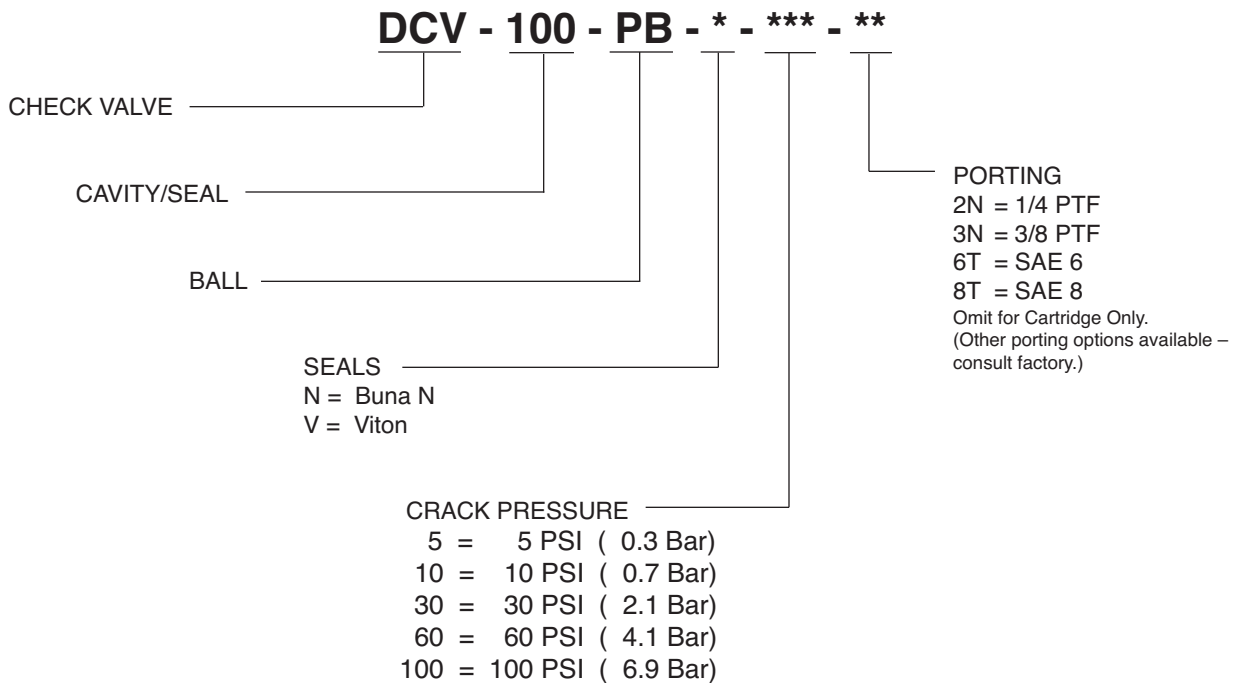 DCV - 100 - PB - * - *** - **
CHECK VALVE
CAVITY/SEAL
BALL
SEALS
N = Buna N
V = Viton
CRACK PRESSURE
5 = 5 PSI ( 0.3 Bar)
10 = 10 PSI ( 0.7 Bar)
30 = 30 PSI ( 2.1 Bar)
60 = 60 PSI ( 4.1 Bar)
100 = 100 PSI ( 6.9 Bar)
PORTING
2N = 1/4 PTF
3N = 3/8 PTF
6T = SAE 6
8T = SAE 8
Omit for Cartridge Only.
(Other porting options available –
consult factory.)